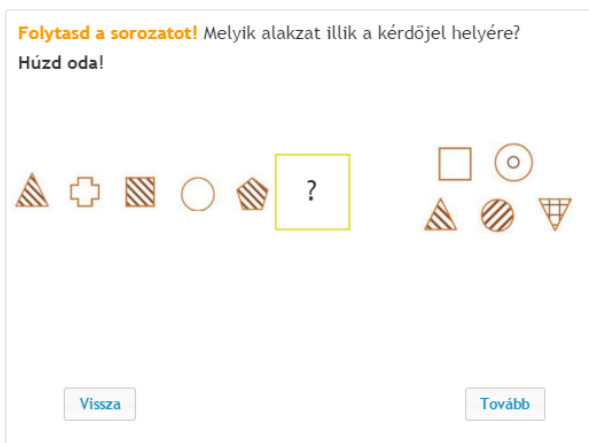 Folytasd a sorozatot! Melyik alakzat illik a kérdőjel helyére?
Húzd oda!
?
Vissza
Tovább